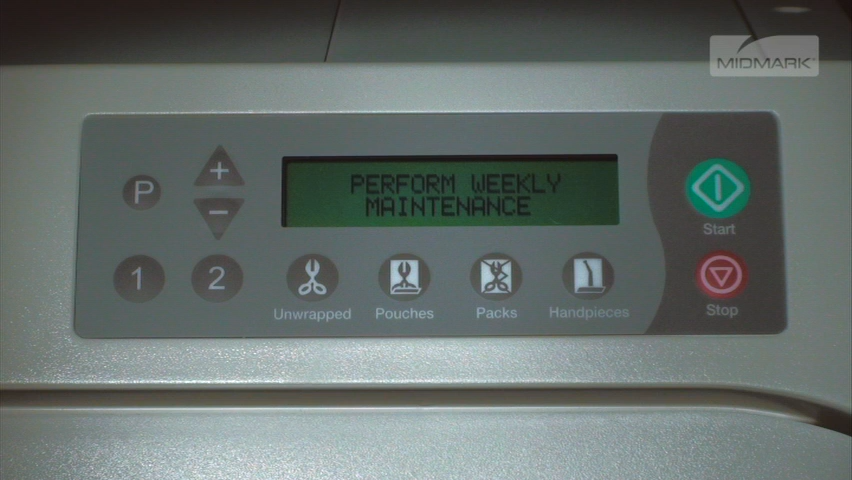 MIDMARK
PERFORM WEEKLY
MAINTENANCE
P
+
-
1
2
Unwrapped
Pouches
Packs
Handpieces
Start
Stop